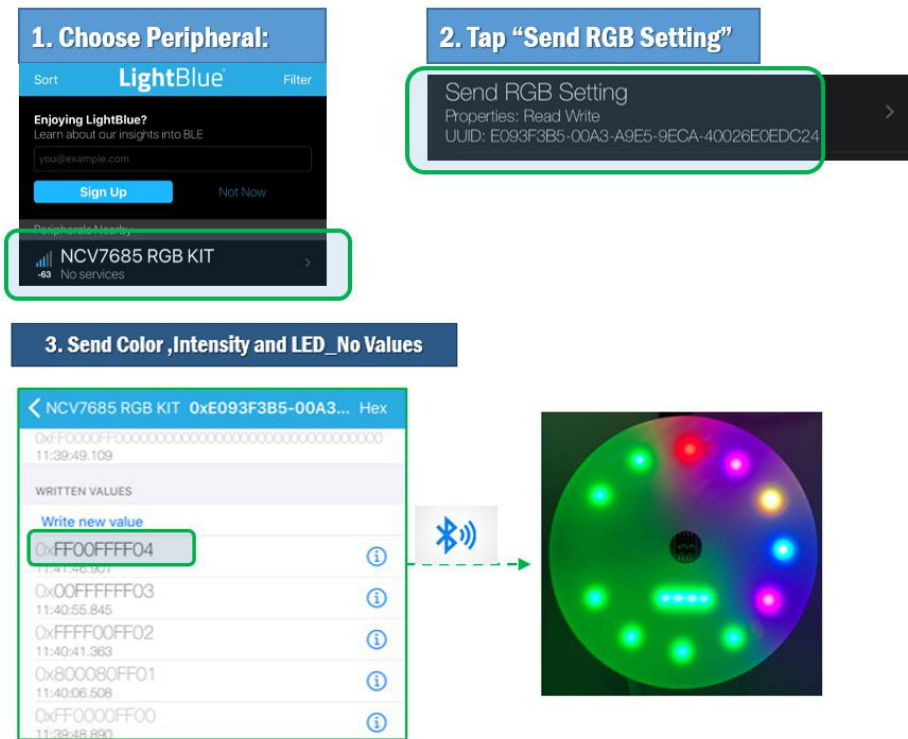 1. Choose Peripheral:
Sort LightBlue Filter
Enjoying LightBlue?
Learn about our insights into BLE
you@example.com
Sign Up Not Now
Peripherals Nearby
NCV7685 RGB KIT
-63 No services
2. Tap “Send RGB Setting”
Send RGB Setting
Properties: Read Write
UUID: E093F3B5-00A3-A9E5-9ECA-40026E0EDC24
3. Send Color ,Intensity and LED_No Values
NCV7685 RGB KIT 0xE093F3B5-00A3... Hex
11:39:49.109
WRITTEN VALUES
Write new value
0xFF00FFFF04
11:41:46.901
0x00FFFFFF03
11:40:55.845
0xFFFF00FF02
11:40:41.363
0x800080FF01
11:40:06.508
0xFF0000FF00
11:39:48.890